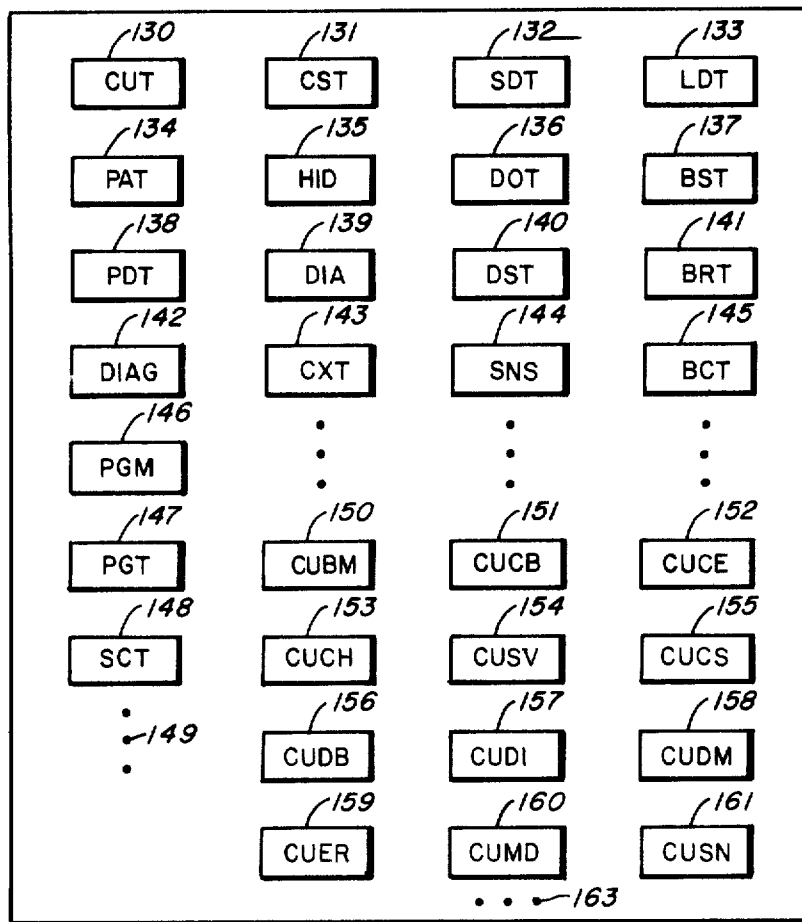 130 131 132 133
CUT CST SDT LDT
134 135 136 137
PAT HID DOT BST
138 139 140 141
PDT DIA DST BRT
142 143 144 145
DIAG CXT SNS BCT
146
PGM
147 150 151 152
PGT CUBM CUCB CUCE
148 153 154 155
SCT CUCH CUSV CUCS
149 156 157 158
CUDB CUDI CUDM
159 160 161
CUER CUMD CUSN
163